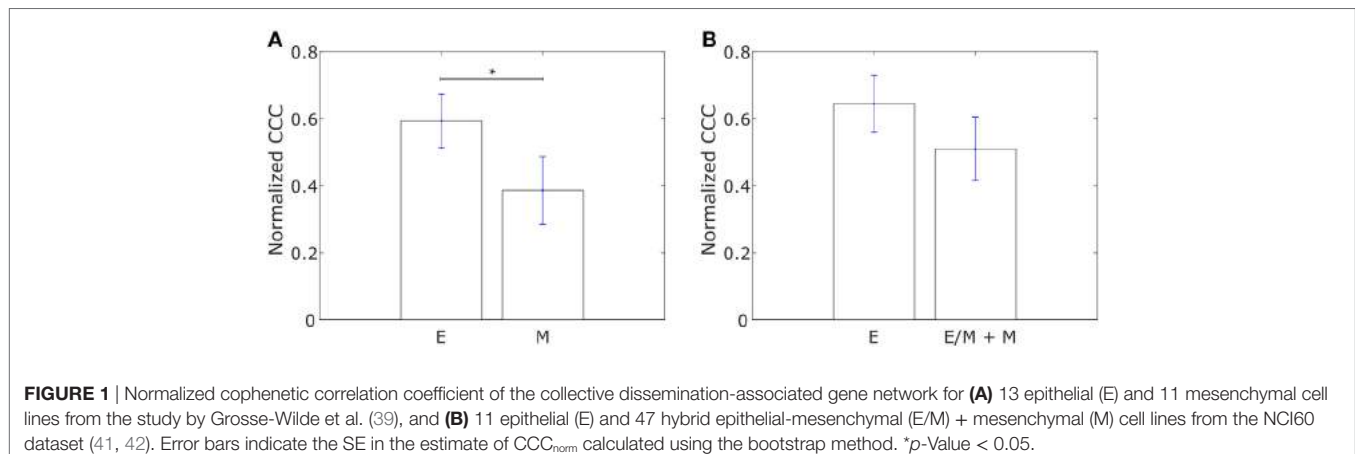 A
0.8
*
0.6
Normalized CCC
0.4
0.2
0
E
M
B
0.8
0.6
Normalized CCC
0.4
0.2
0
E
E/M + M
FIGURE 1 | Normalized cophenetic correlation coefficient of the collective dissemination-associated gene network for (A) 13 epithelial (E) and 11 mesenchymal cell
lines from the study by Grosse-Wilde et al. (39), and (B) 11 epithelial (E) and 47 hybrid epithelial-mesenchymal (E/M) + mesenchymal (M) cell lines from the NCI60
dataset (41, 42). Error bars indicate the SE in the estimate of CCCnorm calculated using the bootstrap method. *p-Value < 0.05.